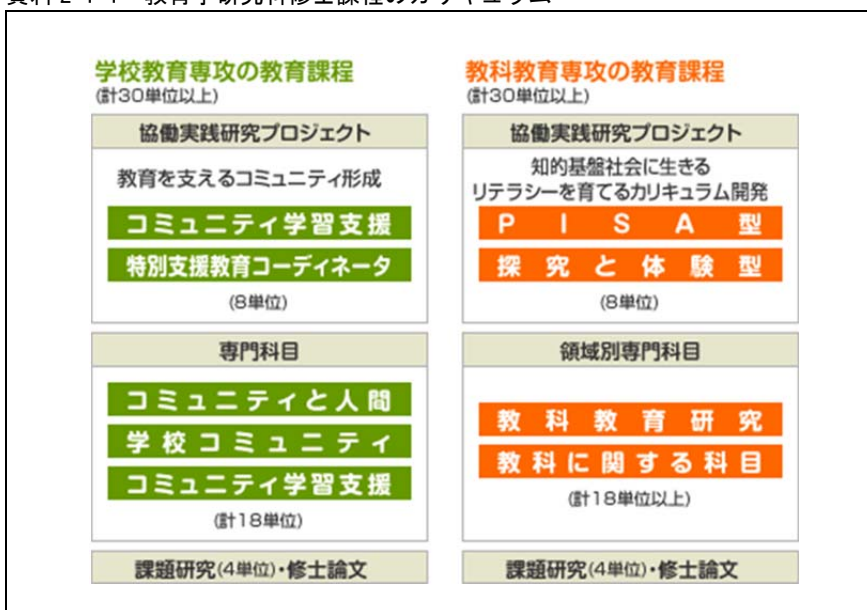 学校教育専攻の教育課程
(計30単位以上)
協働実践研究プロジェクト
教育を支えるコミュニティ形成
コミュニティ学習支援
特別支援教育コーディネータ
(8単位)
専門科目
コミュニティと人間
学校コミュニティ
コミュニティ学習支援
(計18単位)
課題研究(4単位)・修士論文
教科教育専攻の教育課程
(計30単位以上)
協働実践研究プロジェクト
知的基盤社会に生きる
リテラシーを育てるカリキュラム開発
PISA型
探究と体験型
(8単位)
領域別専門科目
教科教育研究
教科に関する科目
(計18単位以上)
課題研究(4単位)・修士論文